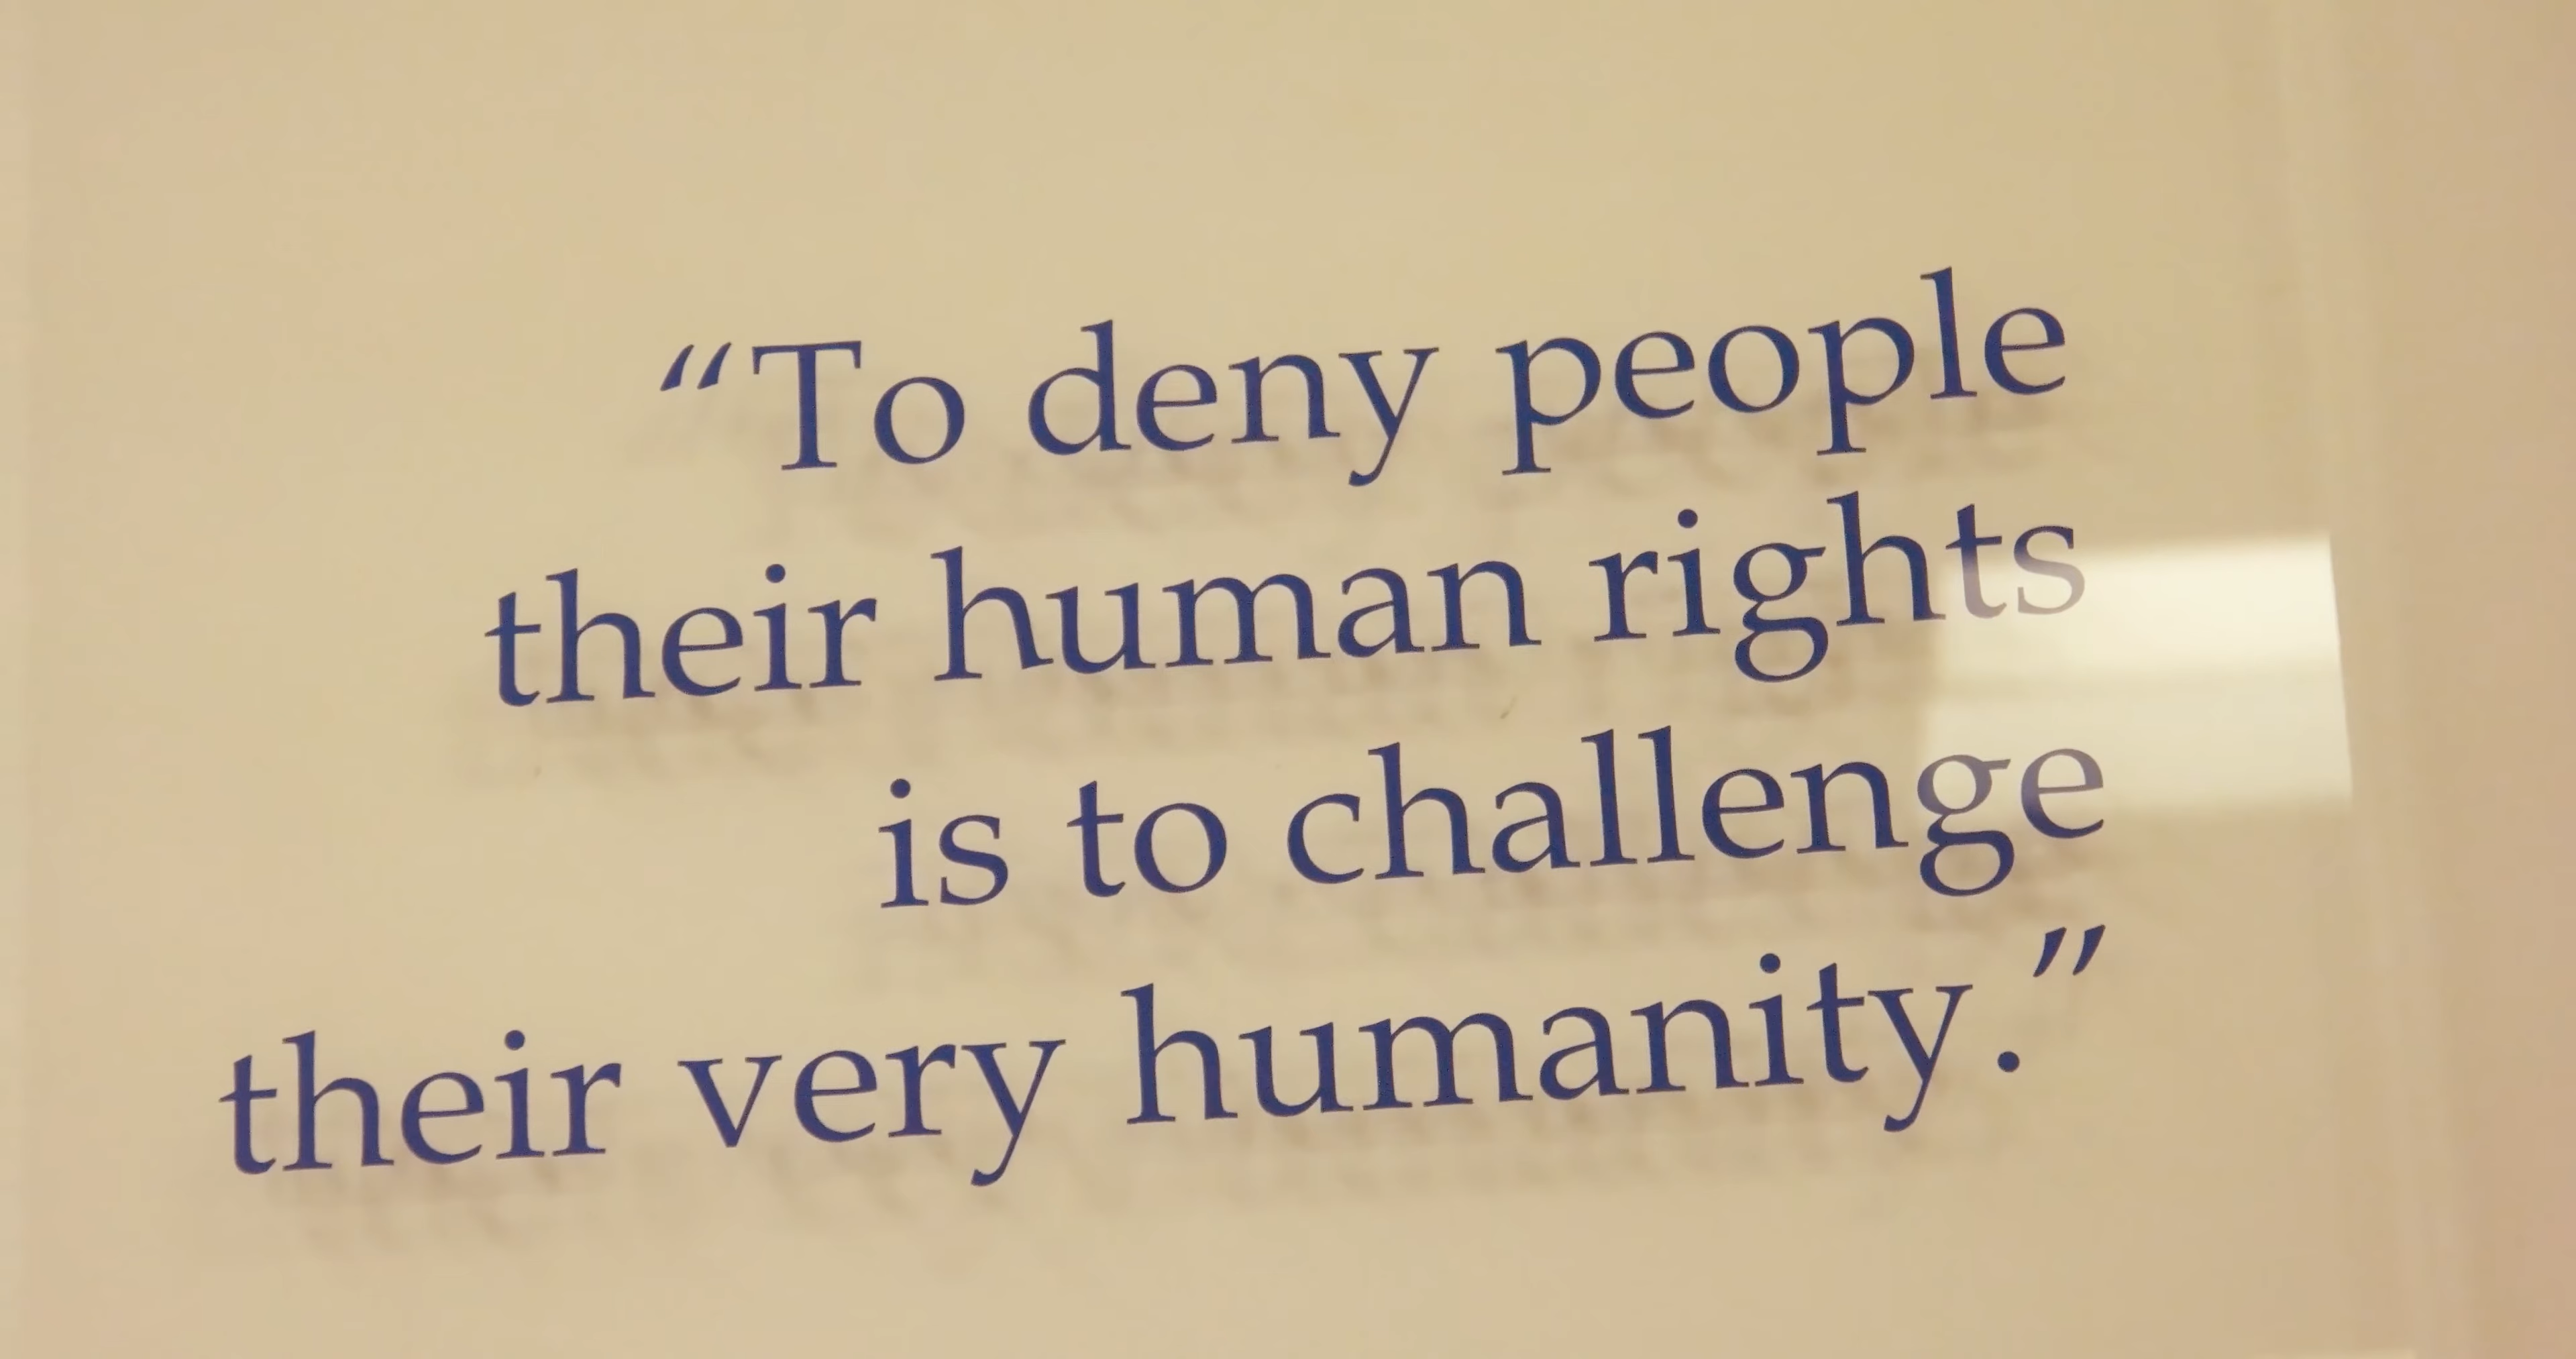 “To deny people
their human rights
is to challenge
their very humanity.”